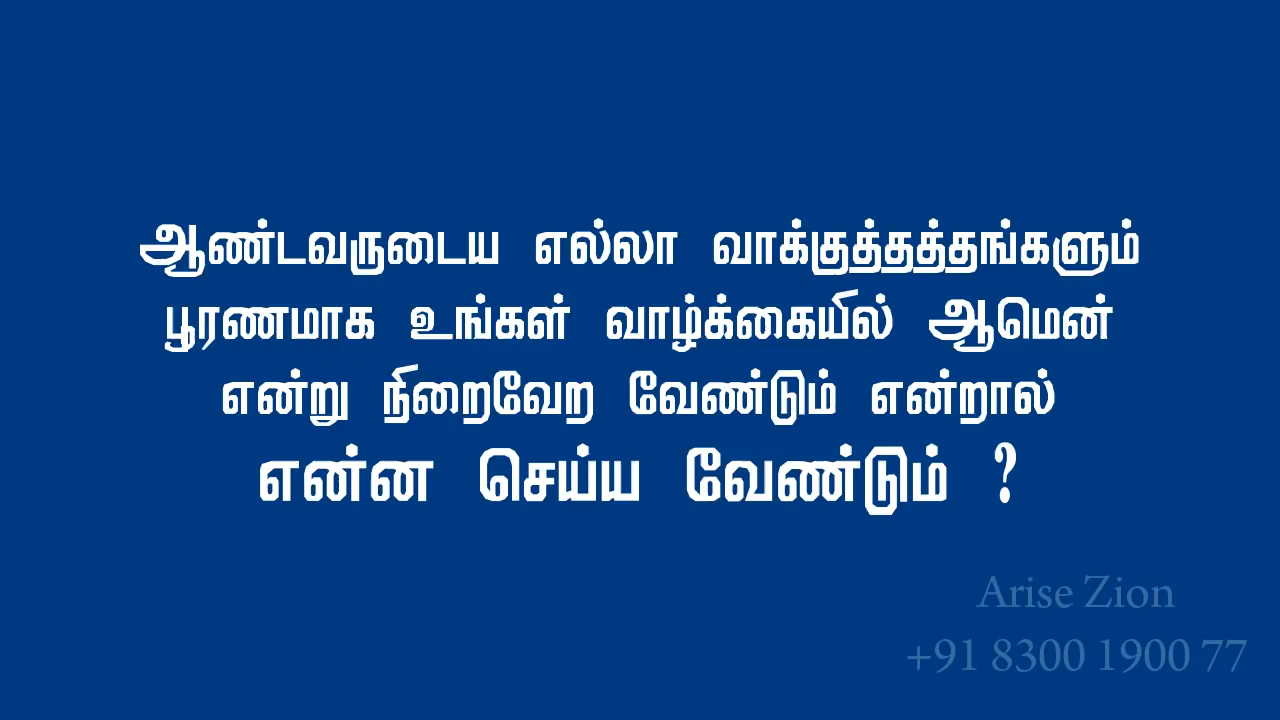 ஆண்டவருடைய எல்லா வாக்குத்தத்தங்களும்
பூரணமாக உங்கள் வாழ்க்கையில் ஆமென்
என்று நிறைவேற வேண்டும் என்றால்
என்ன செய்ய வேண்டும் ?
Arise Zion
+91 8300 1900 77